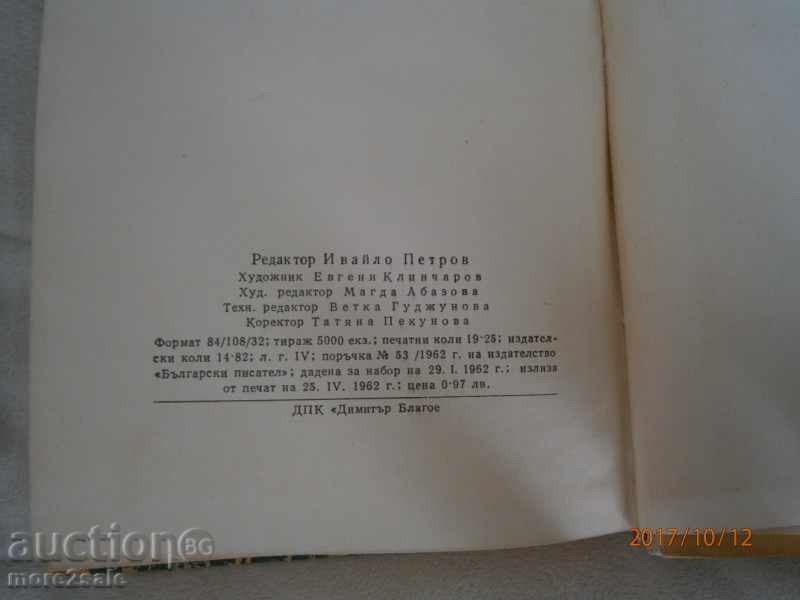 Редактор Ивайло Петров
Художник Евгени Клинчаров
Худ. редактор Магда Абазова
Техн. редактор Ветка Гуджунова
Коректор Татяна Пекунова
Формат 84/108/32; тираж 5000 екз.; печатни коли 19·25; издател-
ски коли 14·82; л. г. IV; поръчка № 53 /1962 г. на издателство
«Български писател»; дадена за набор на 29. I. 1962 г.; излиза
от печат на 25. IV. 1962 г.; цена 0·97 лв.
ДПК «Димитър Благое
2017/10/12
auction BG
more2sale